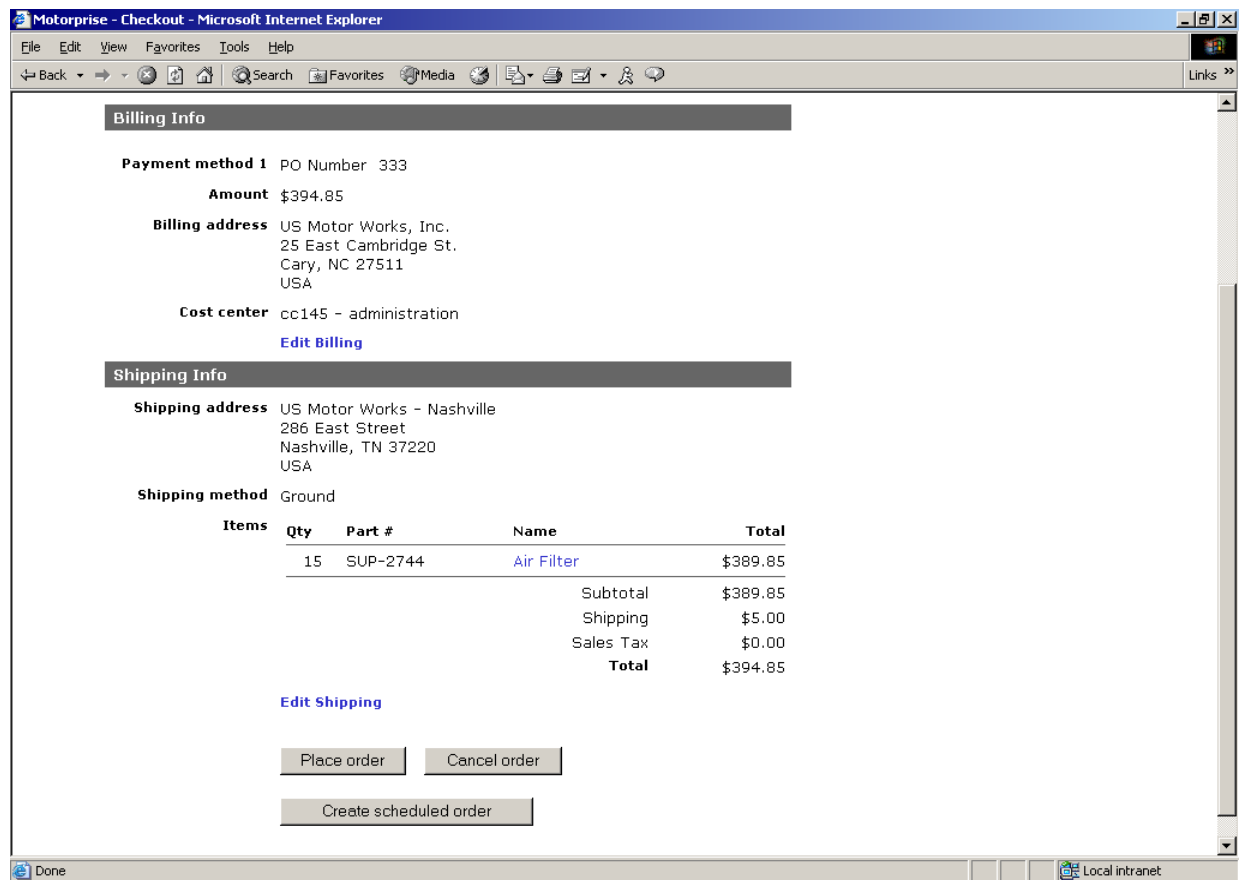 Motorprise - Checkout - Microsoft Internet Explorer
File Edit View Favorites Tools Help
Back Search Favorites Media Links »
Billing Info
Payment method 1 PO Number 333
Amount $394.85
Billing address US Motor Works, Inc.
25 East Cambridge St.
Cary, NC 27511
USA
Cost center cc145 - administration
Edit Billing
Shipping Info
Shipping address US Motor Works - Nashville
286 East Street
Nashville, TN 37220
USA
Shipping method Ground
Items Qty Part # Name Total
15 SUP-2744 Air Filter $389.85
Subtotal $389.85
Shipping $5.00
Sales Tax $0.00
Total $394.85
Edit Shipping
Place order Cancel order
Create scheduled order
Done Local intranet